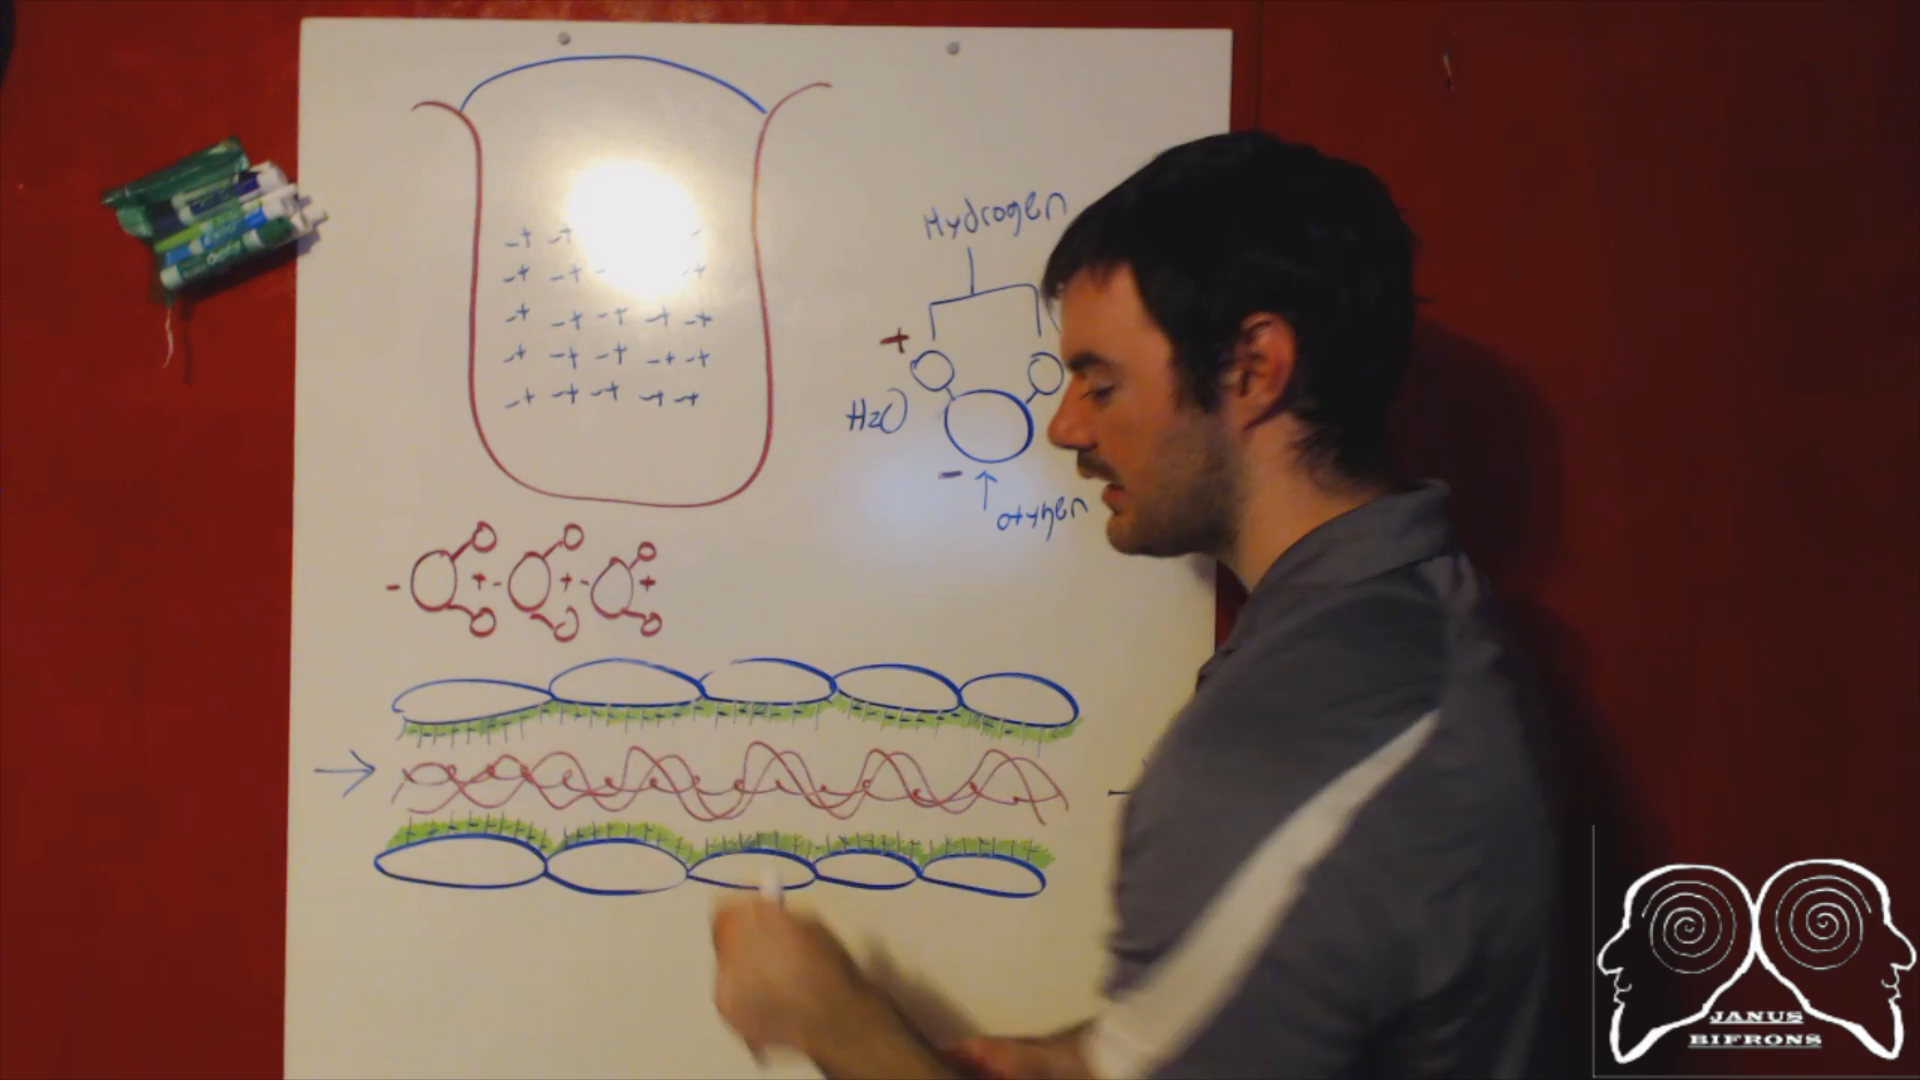 Hydrogen
-+ -+ -+
-+ -+ - -+
-+ -+ -+ -+ -+
-+ -+ -+ -+ -+
-+ -+ -+ -+ -+
+
H2O
-
oxygen
- + - + - +
JANUS
BIFRONS